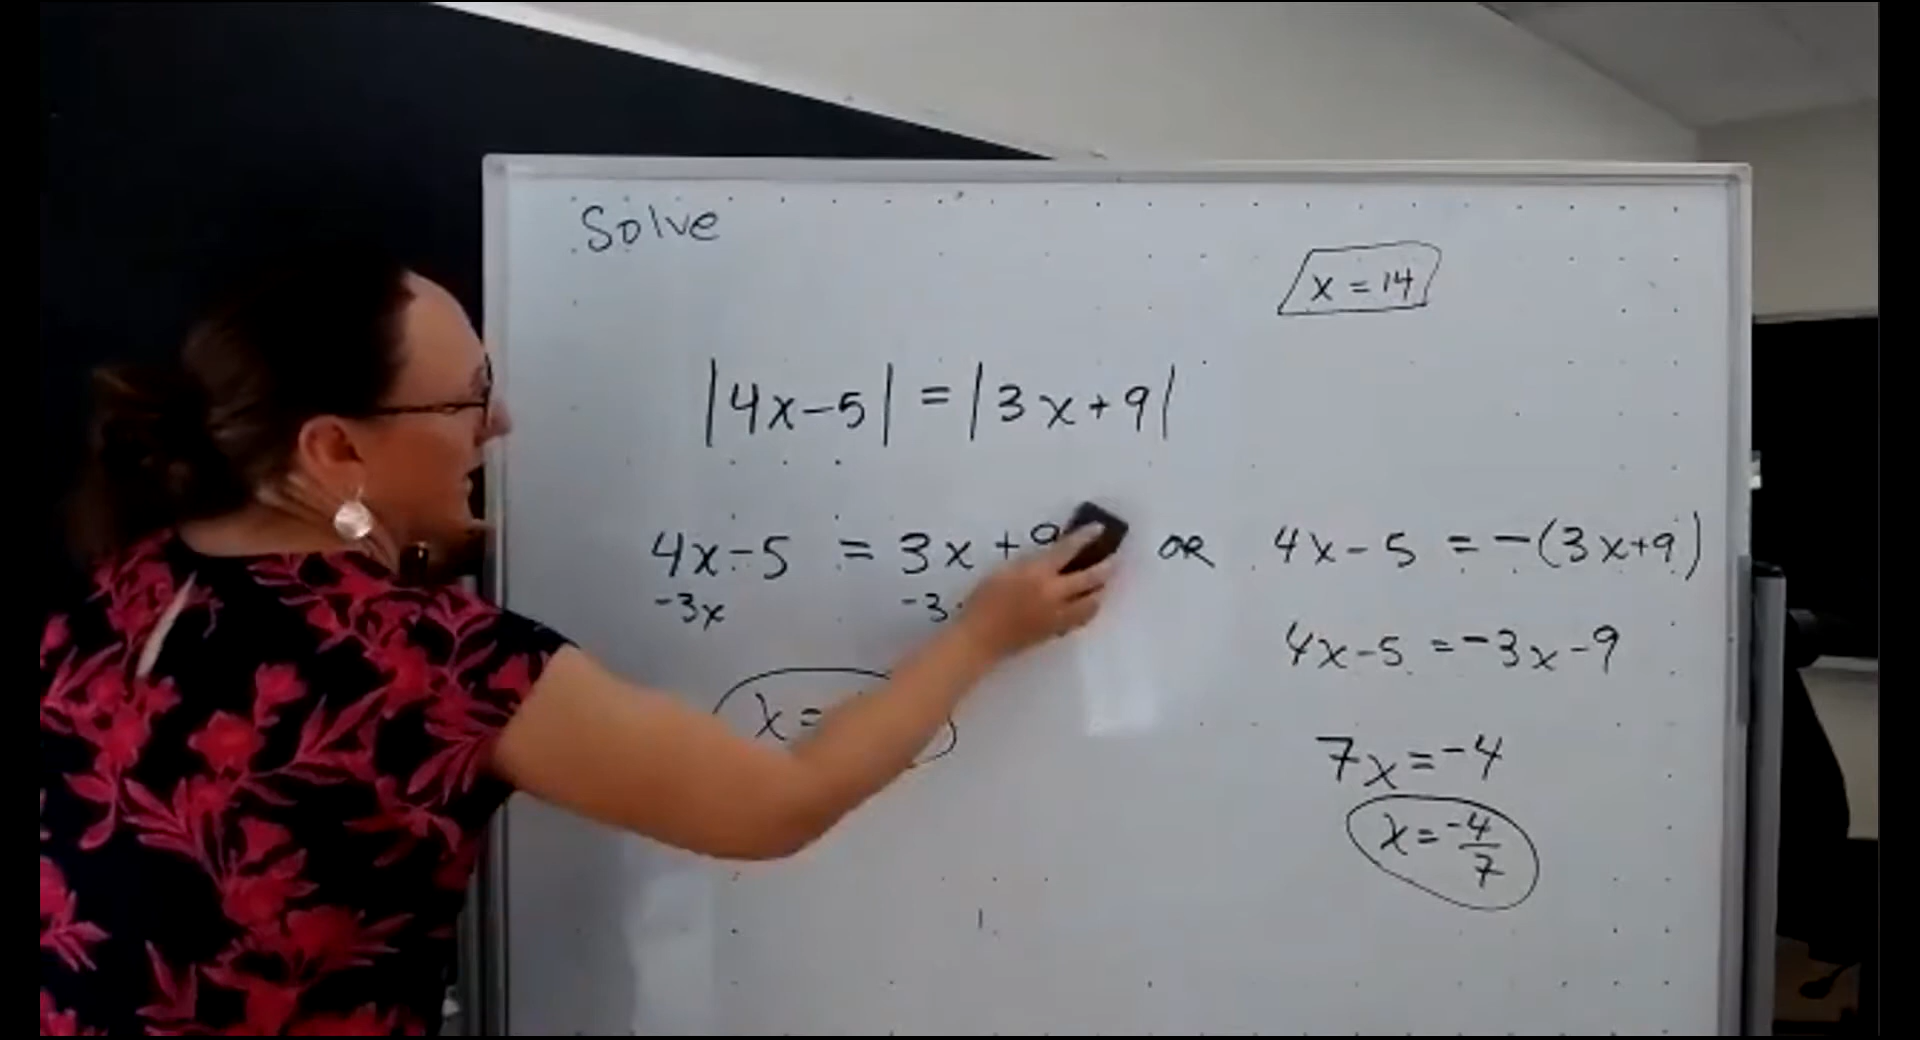 Solve
x = 14
|4x-5| = |3x+9|
4x-5 = 3x+9 OR 4x-5 = -(3x+9)
-3x -3
4x-5 = -3x-9
x=
7x=-4
x=-4/7